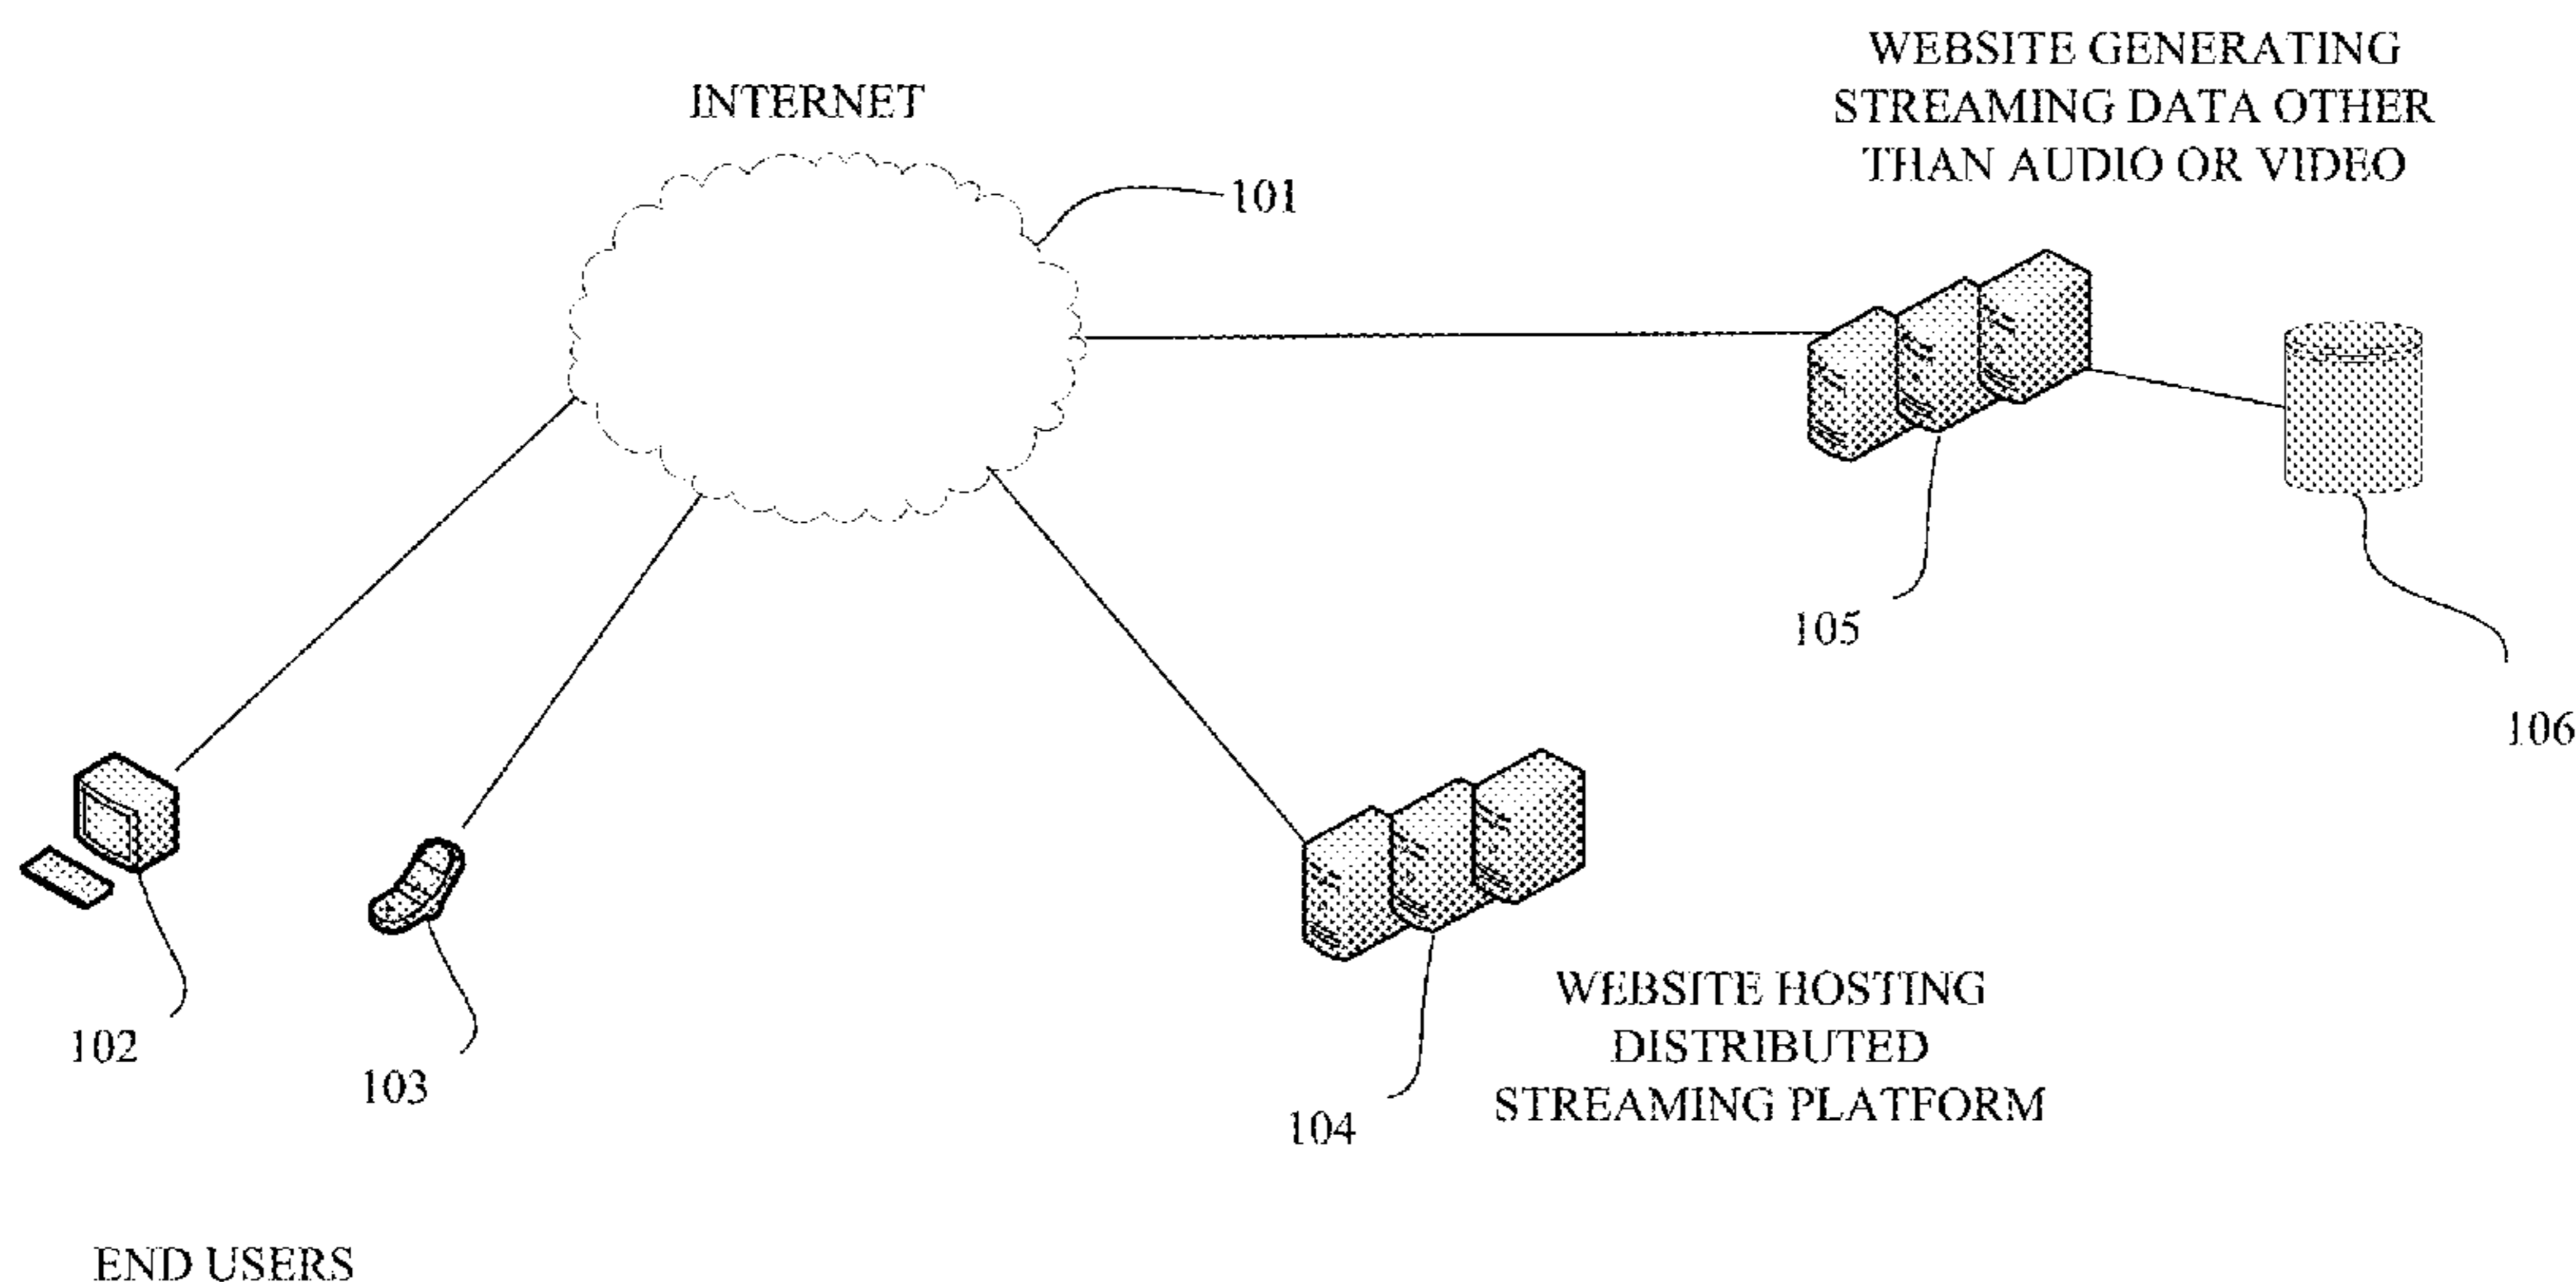 WEBSITE GENERATING
STREAMING DATA OTHER
THAN AUDIO OR VIDEO
INTERNET
101
105
106
102
103
WEBSITE HOSTING
DISTRIBUTED
STREAMING PLATFORM
104
END USERS